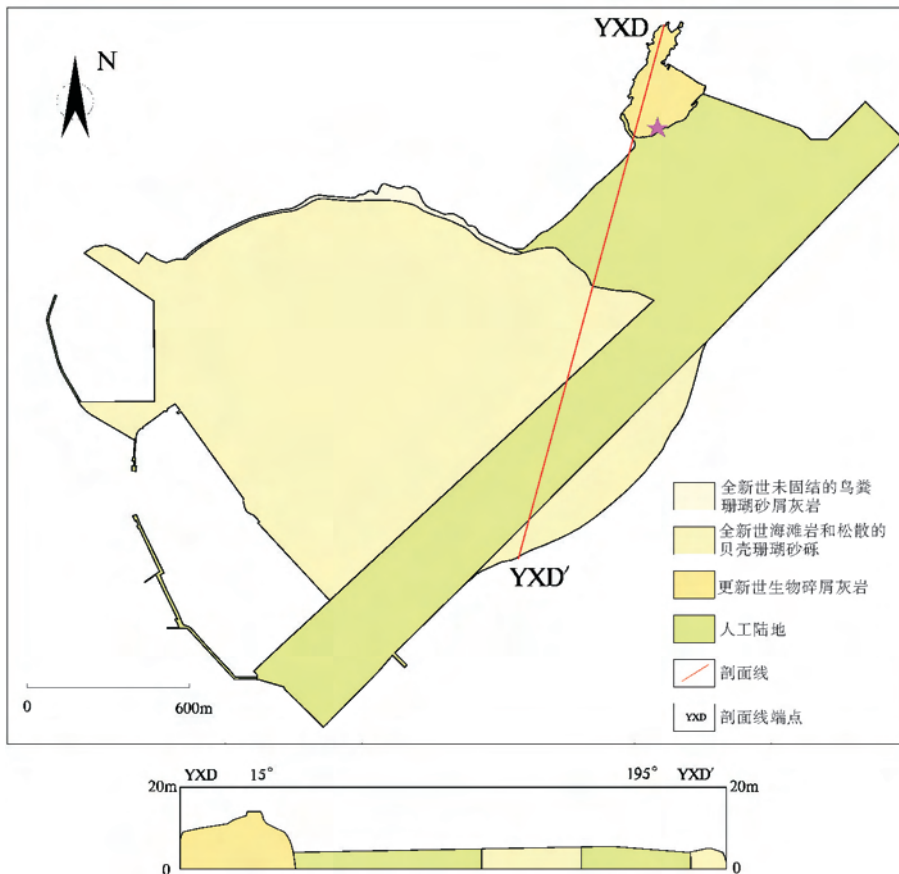 YXD
N
YXD′
全新世未固结的鸟粪
珊瑚砂屑灰岩
全新世海滩岩和松散的
贝壳珊瑚砂砾
更新世生物碎屑灰岩
人工陆地
剖面线
YXD 剖面线端点
0 600m
YXD 15° 195° YXD′
20m 20m
0 0